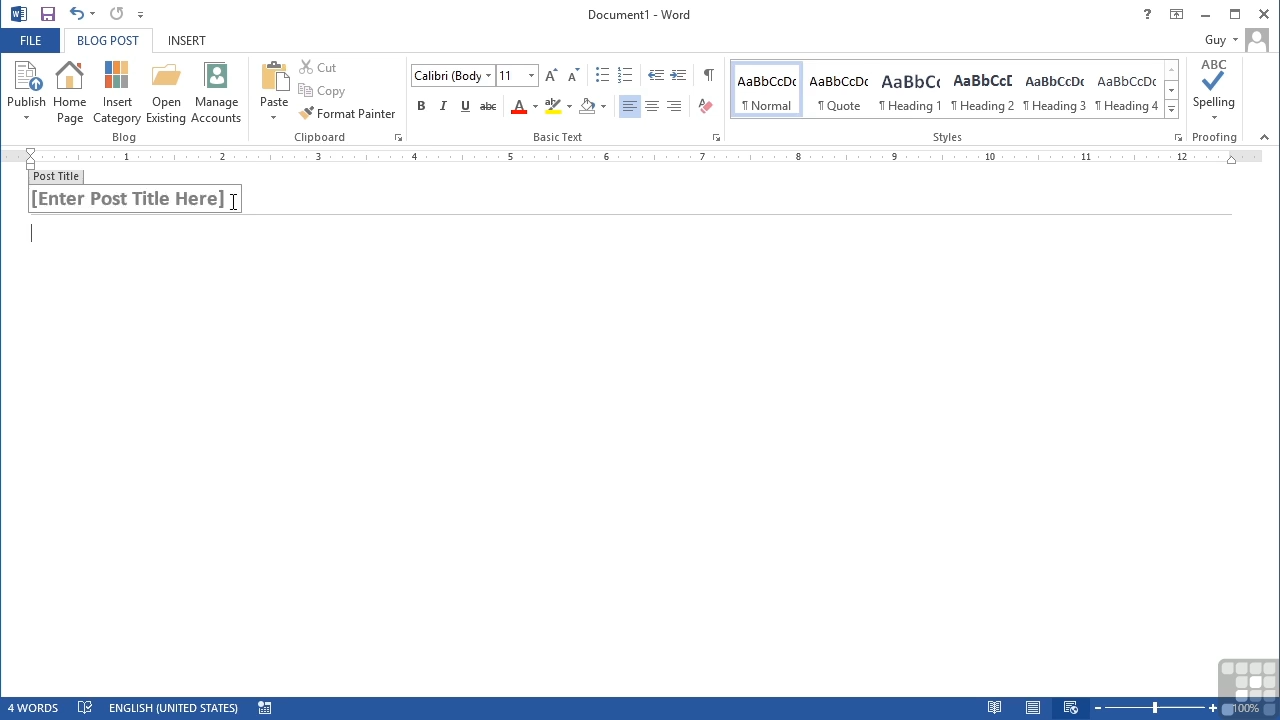 Document1 - Word
?
FILE
BLOG POST
INSERT
Guy
Publish
Home Page
Insert Category
Open Existing
Manage Accounts
Blog
Paste
Cut
Copy
Format Painter
Clipboard
Calibri (Body
11
A A
B I U abc A ab
Basic Text
AaBbCcDc AaBbCcDc AaBbCc AaBbCcD AaBbCcDc AaBbCcDc
¶ Normal ¶ Quote ¶ Heading 1 ¶ Heading 2 ¶ Heading 3 ¶ Heading 4
Styles
ABC
Spelling
Proofing
1 2 3 4 5 6 7 8 9 10 11 12
Post Title
[Enter Post Title Here]
4 WORDS
ENGLISH (UNITED STATES)
100%